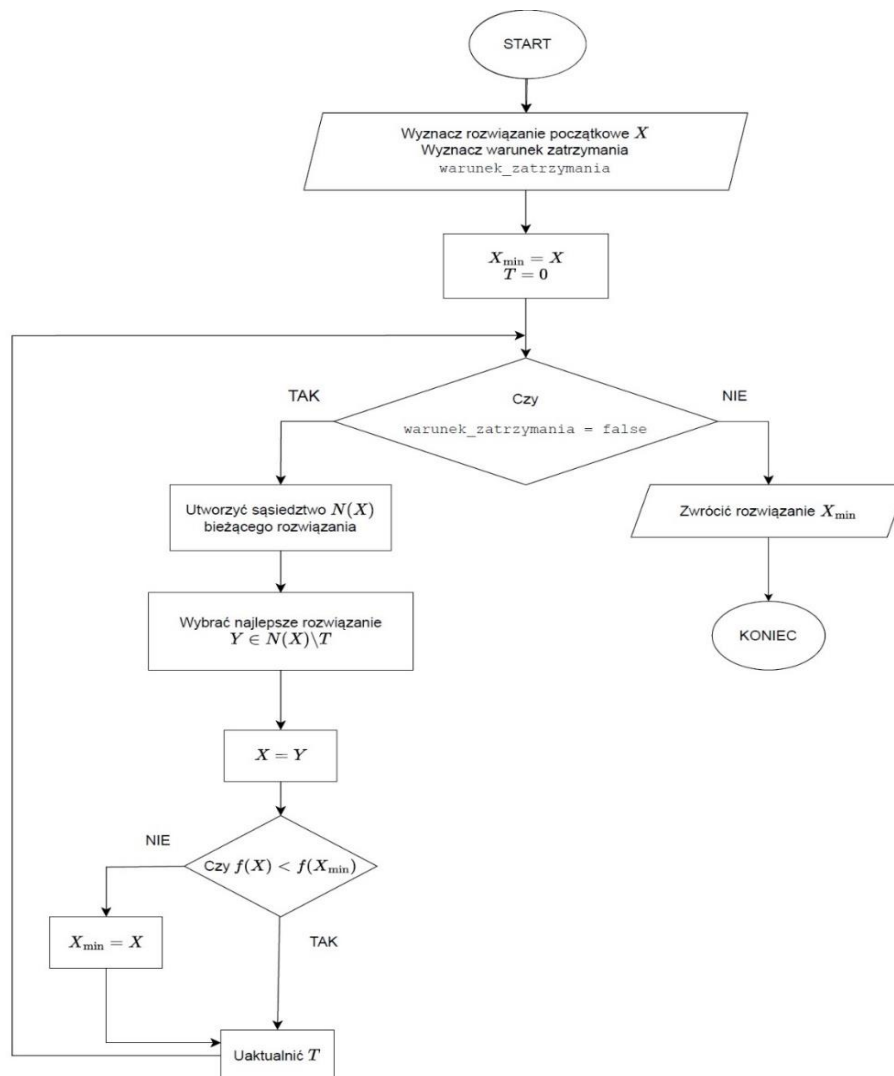 START
Wyznacz rozwiązanie początkowe X
Wyznacz warunek zatrzymania
warunek_zatrzymania
X_min = X
T = 0
TAK
NIE
Czy
warunek_zatrzymania = false
Utworzyć sąsiedztwo N(X)
bieżącego rozwiązania
Zwrócić rozwiązanie X_min
Wybrać najlepsze rozwiązanie
Y ∈ N(X)\T
KONIEC
X = Y
NIE
Czy f(X) < f(X_min)
X_min = X
TAK
Uaktualnić T